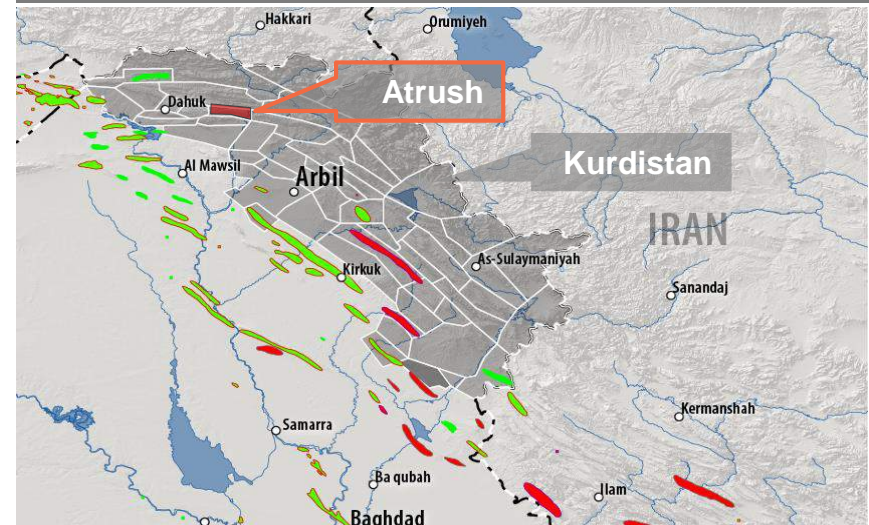 Hakkari
Orumiyeh
Atrush
Dahuk
Kurdistan
Al Mawsil
Arbil
IRAN
As-Sulaymaniyah
Kirkuk
Sanandaj
Kermanshah
Samarra
Ba qubah
Ilam
Baghdad